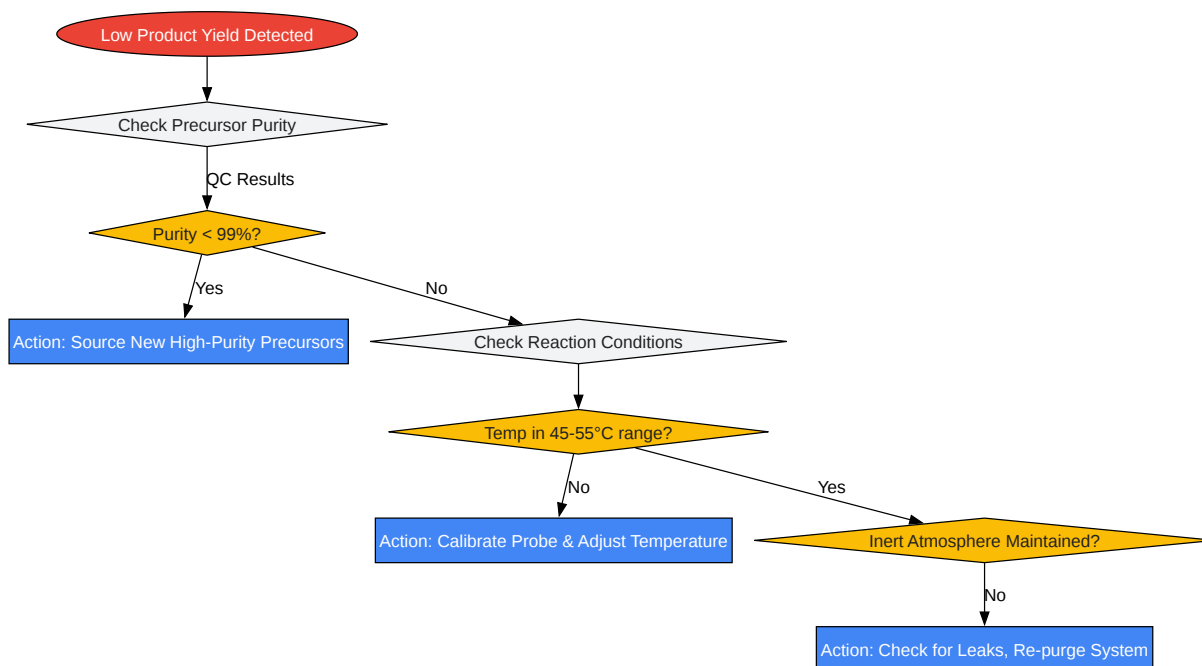 Low Product Yield Detected
Check Precursor Purity
QC Results
Purity < 99%?
Yes
No
Action: Source New High-Purity Precursors
Check Reaction Conditions
Temp in 45-55°C range?
No
Yes
Action: Calibrate Probe & Adjust Temperature
Inert Atmosphere Maintained?
No
Action: Check for Leaks, Re-purge System